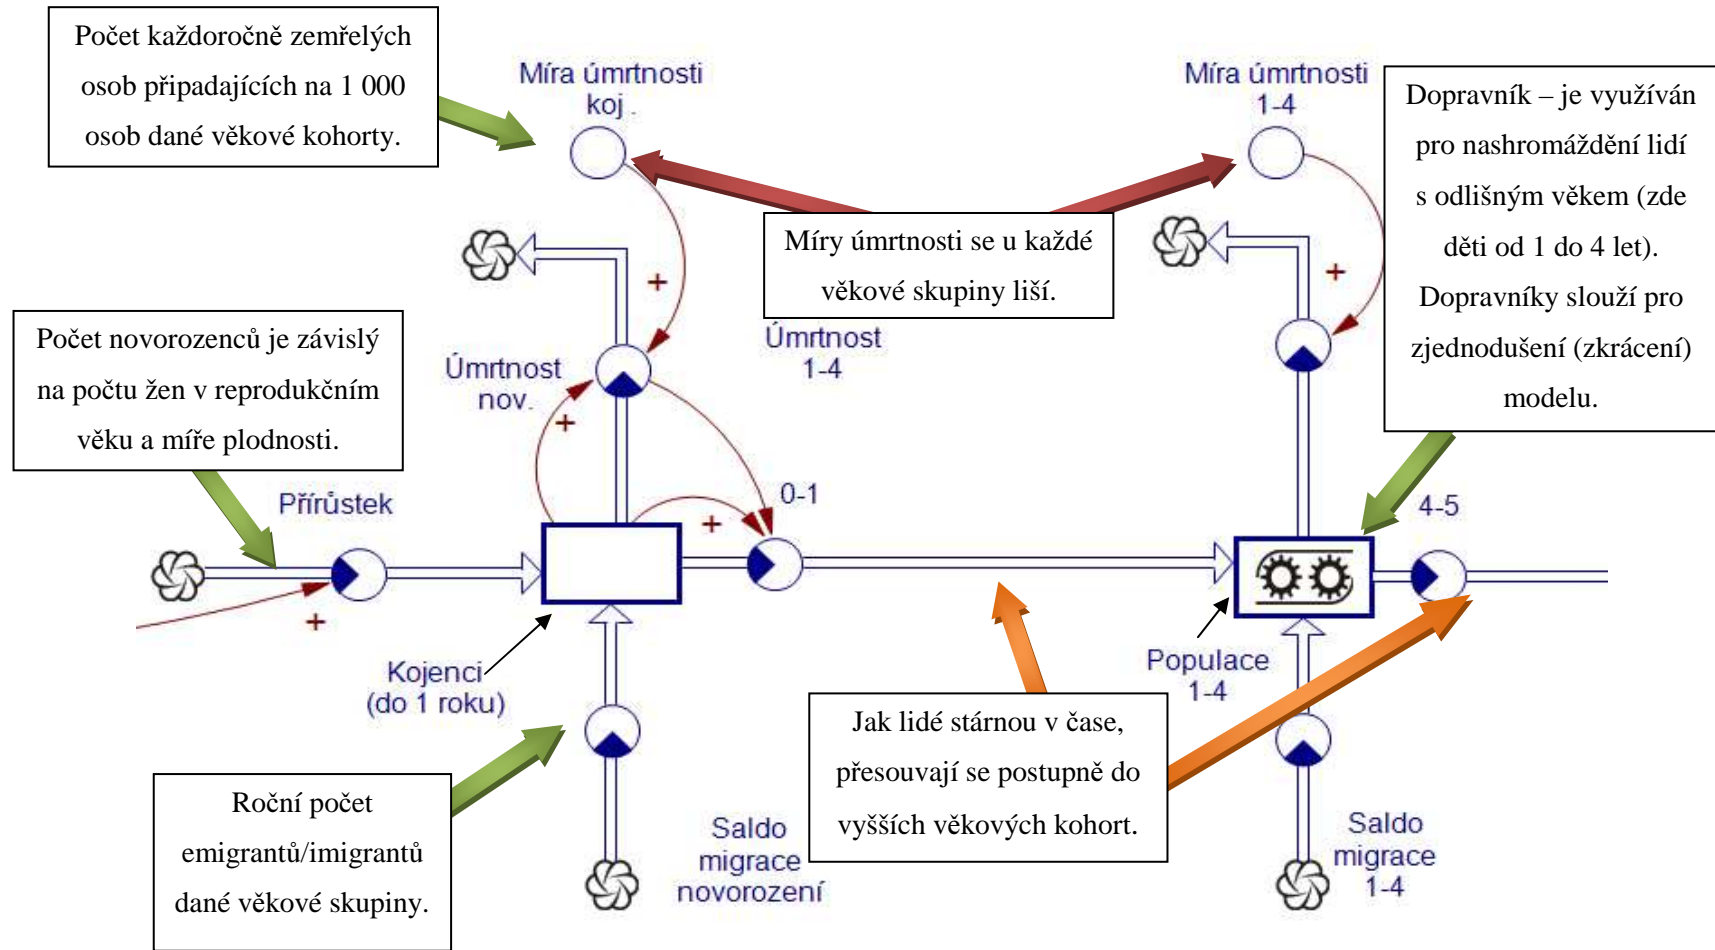 Počet každoročně zemřelých
osob připadajících na 1 000
osob dané věkové kohorty.
Míra úmrtnosti
koj .
Míra úmrtnosti
1-4
Dopravník – je využíván
pro nashromáždění lidí
s odlišným věkem (zde
děti od 1 do 4 let).
Dopravníky slouží pro
zjednodušení (zkrácení)
modelu.
Míry úmrtnosti se u každé
věkové skupiny liší.
+
+
Počet novorozenců je závislý
na počtu žen v reprodukčním
věku a míře plodnosti.
Úmrtnost
nov.
Úmrtnost
1-4
+
Přírůstek
0-1
+
4-5
+
Kojenci
(do 1 roku)
Populace
1-4
Jak lidé stárnou v čase,
přesouvají se postupně do
vyšších věkových kohort.
Roční počet
emigrantů/imigrantů
dané věkové skupiny.
Saldo
migrace
novorození
Saldo
migrace
1-4